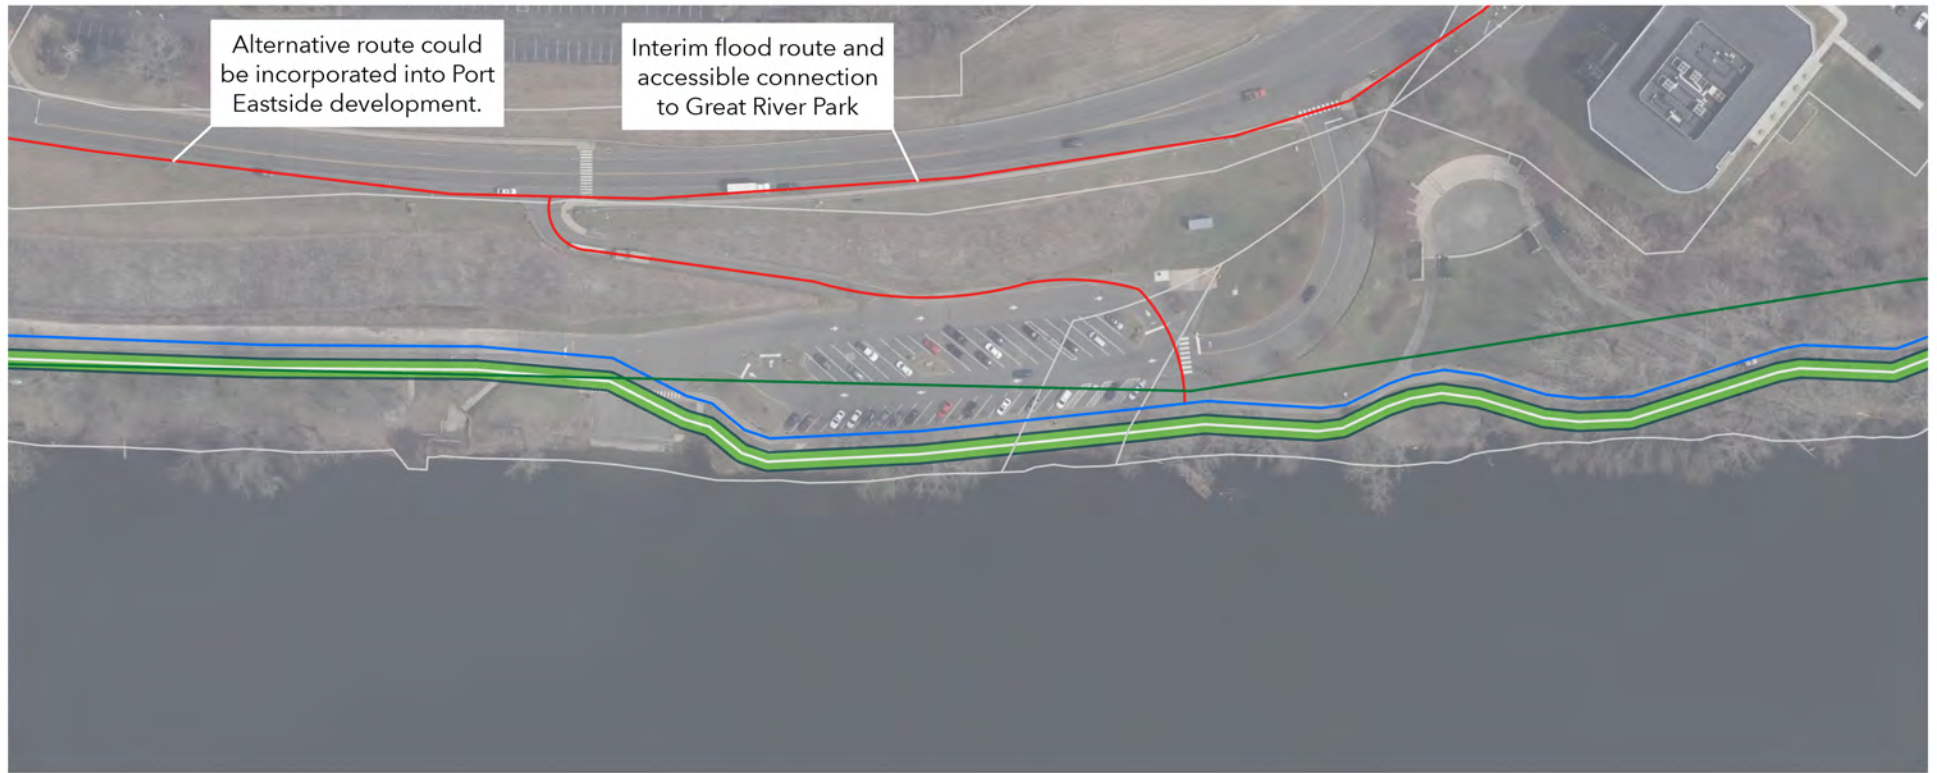 Alternative route could
be incorporated into Port
Eastside development.
Interim flood route and
accessible connection
to Great River Park